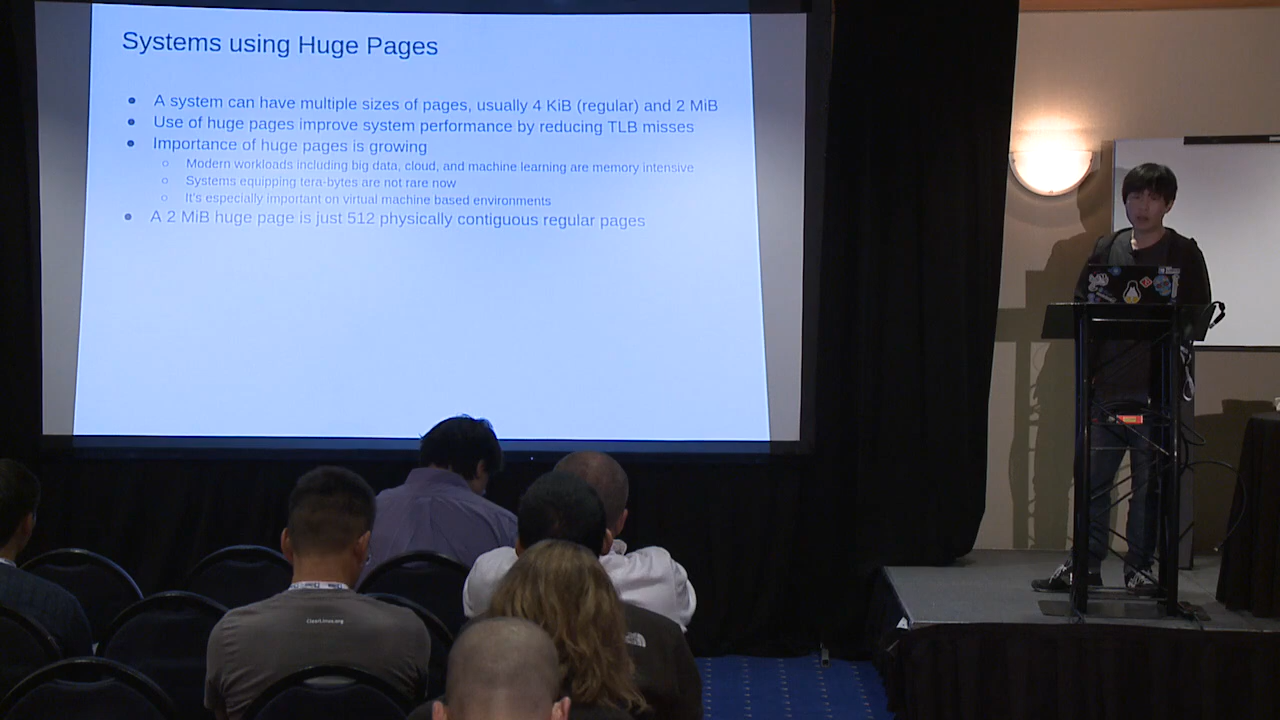 Systems using Huge Pages
● A system can have multiple sizes of pages, usually 4 KiB (regular) and 2 MiB
● Use of huge pages improve system performance by reducing TLB misses
● Importance of huge pages is growing
○ Modern workloads including big data, cloud, and machine learning are memory intensive
○ Systems equipping tera-bytes are not rare now
○ It's especially important on virtual machine based environments
● A 2 MiB huge page is just 512 physically contiguous regular pages
ClearLinux.org